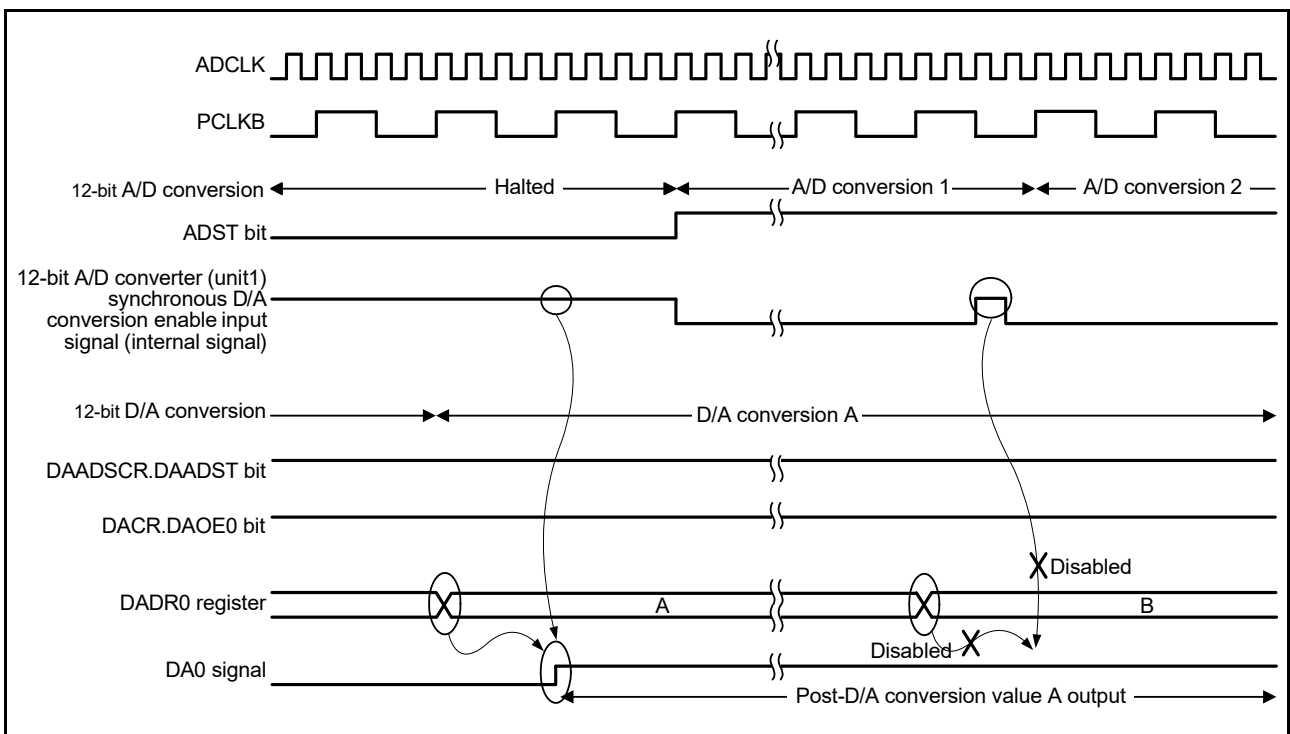 ADCLK
PCLKB
12-bit A/D conversion
Halted
A/D conversion 1
A/D conversion 2
ADST bit
12-bit A/D converter (unit1)
synchronous D/A
conversion enable input
signal (internal signal)
12-bit D/A conversion
D/A conversion A
DAADSCR.DAADST bit
DACR.DAOE0 bit
Disabled
DADR0 register
A
B
Disabled
DA0 signal
Post-D/A conversion value A output